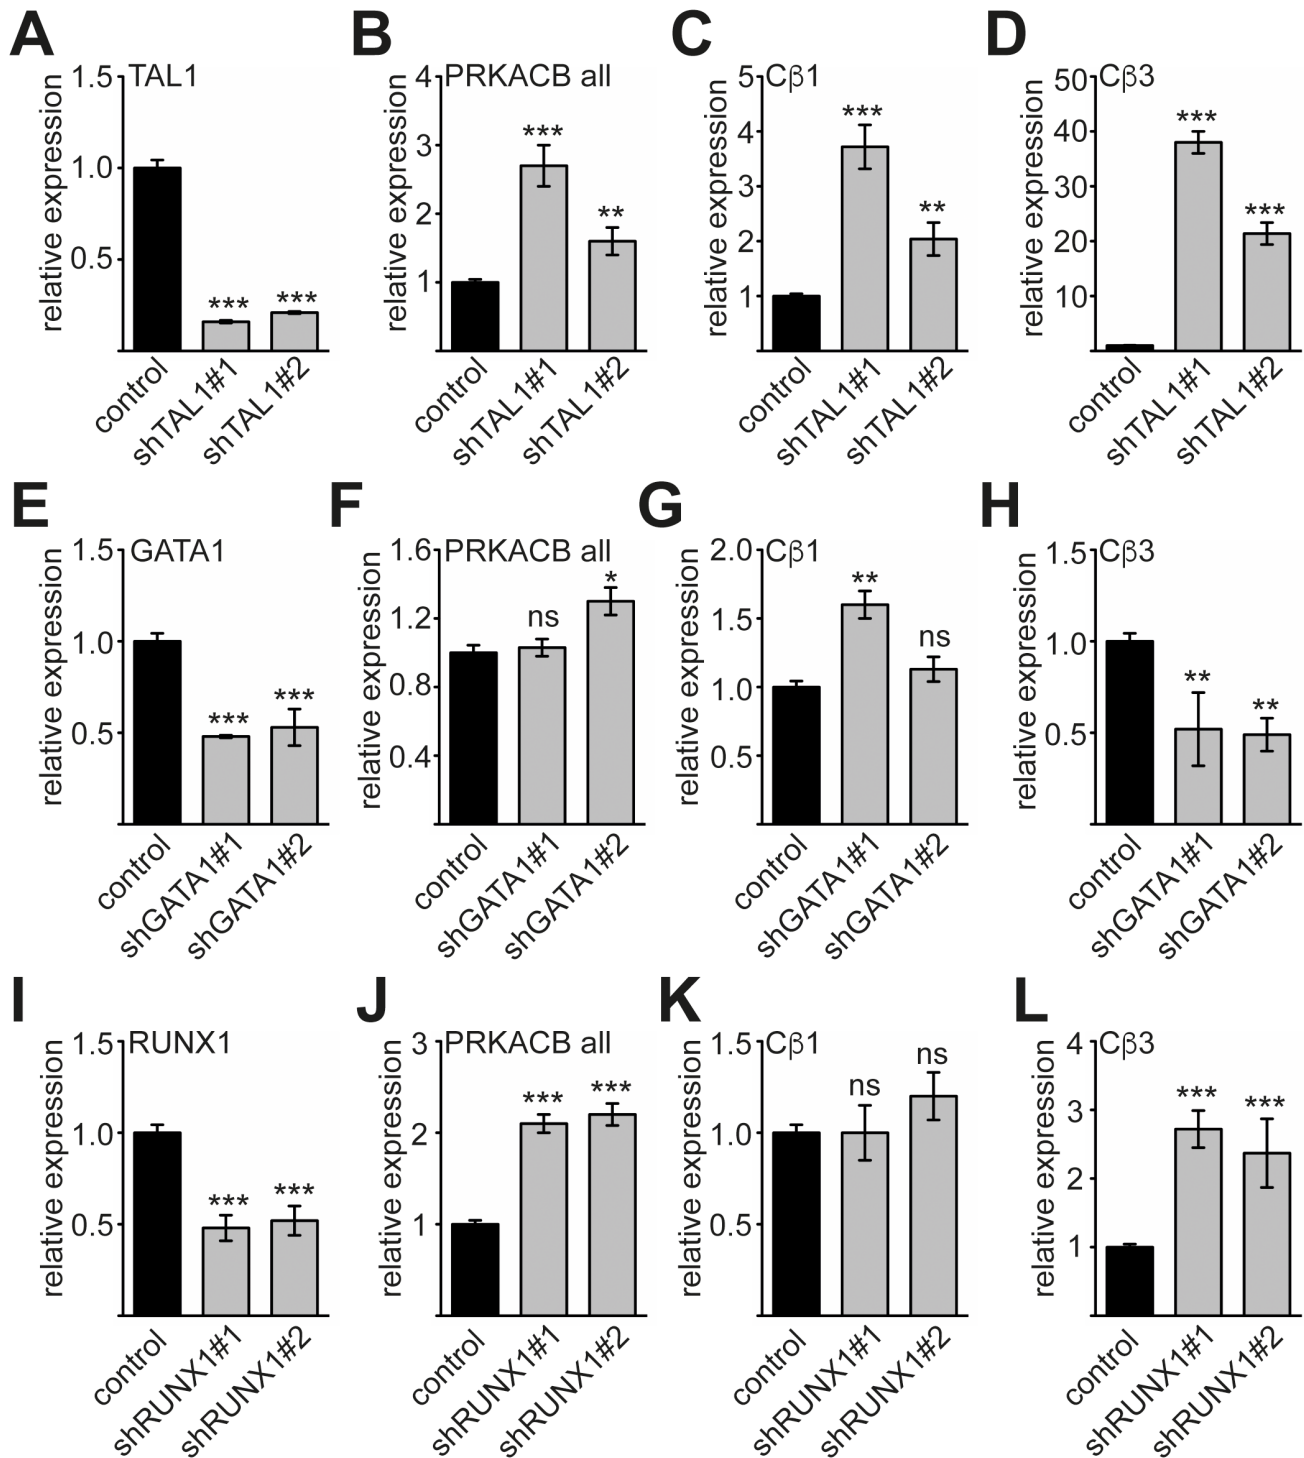 A
TAL1
relative expression
1.5
1.0
0.5
***
***
control
shTAL1#1
shTAL1#2
B
PRKACB all
relative expression
4
3
2
1
***
**
control
shTAL1#1
shTAL1#2
C
Cβ1
relative expression
5
4
3
2
1
***
**
control
shTAL1#1
shTAL1#2
D
Cβ3
relative expression
50
40
30
20
10
***
***
control
shTAL1#1
shTAL1#2
E
GATA1
relative expression
1.5
1.0
0.5
***
***
control
shGATA1#1
shGATA1#2
F
PRKACB all
relative expression
1.6
1.2
0.8
0.4
ns
*
control
shGATA1#1
shGATA1#2
G
Cβ1
relative expression
2.0
1.5
1.0
0.5
**
ns
control
shGATA1#1
shGATA1#2
H
Cβ3
relative expression
1.5
1.0
0.5
**
**
control
shGATA1#1
shGATA1#2
I
RUNX1
relative expression
1.5
1.0
0.5
***
***
control
shRUNX1#1
shRUNX1#2
J
PRKACB all
relative expression
3
2
1
***
***
control
shRUNX1#1
shRUNX1#2
K
Cβ1
relative expression
1.5
1.0
0.5
ns
ns
control
shRUNX1#1
shRUNX1#2
L
Cβ3
relative expression
4
3
2
1
***
***
control
shRUNX1#1
shRUNX1#2